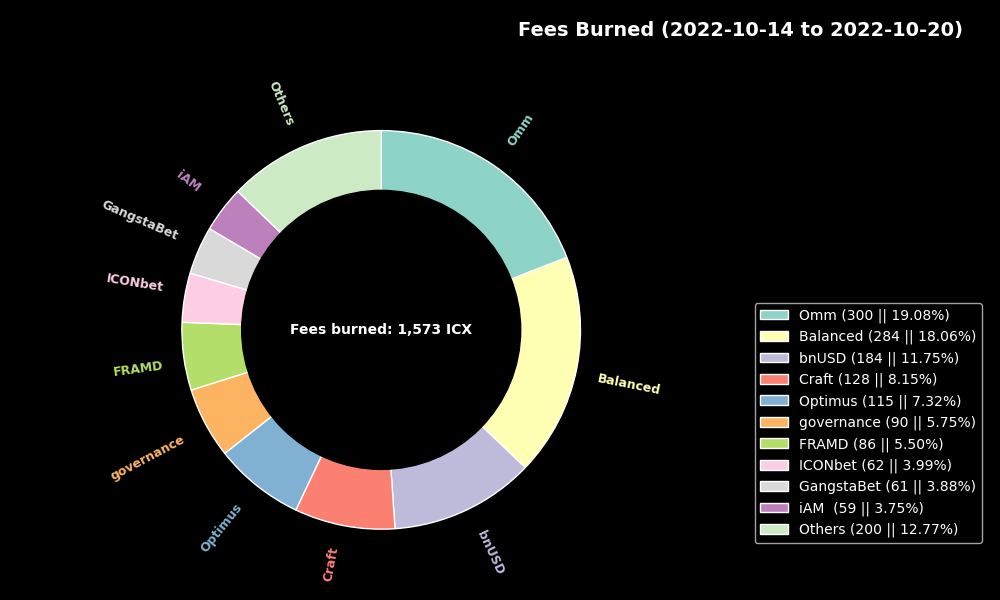 Fees Burned (2022-10-14 to 2022-10-20)
Others
Omm
iAM
GangstaBet
ICONbet
Fees burned: 1,573 ICX
FRAMD
Balanced
governance
Optimus
Craft
bnUSD
Omm (300 || 19.08%)
Balanced (284 || 18.06%)
bnUSD (184 || 11.75%)
Craft (128 || 8.15%)
Optimus (115 || 7.32%)
governance (90 || 5.75%)
FRAMD (86 || 5.50%)
ICONbet (62 || 3.99%)
GangstaBet (61 || 3.88%)
iAM  (59 || 3.75%)
Others (200 || 12.77%)